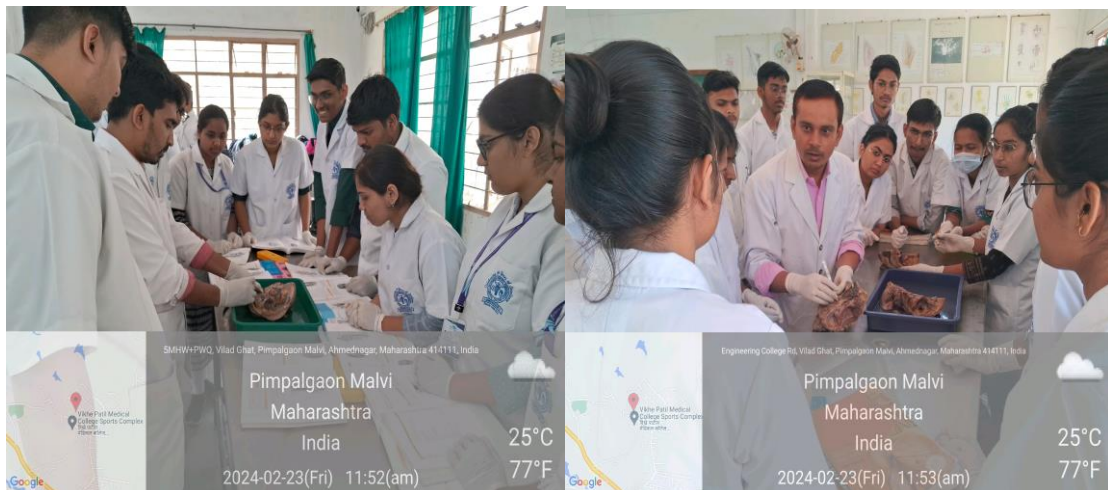 5MHW+PWQ, Vilad Ghat, Pimpalgaon Malvi, Ahmednagar, Maharashtra 414111, India
Pimpalgaon Malvi
Maharashtra
India
2024-02-23(Fri) 11:52(am)
25°C
77°F
Vikhe Patil Medical
College Sports Complex
Google
Engineering College Rd, Vilad Ghat, Pimpalgaon Malvi, Ahmednagar, Maharashtra 414111, India
Pimpalgaon Malvi
Maharashtra
India
2024-02-23(Fri) 11:53(am)
25°C
77°F
Vikhe Patil Medical
College Sports Complex
Google